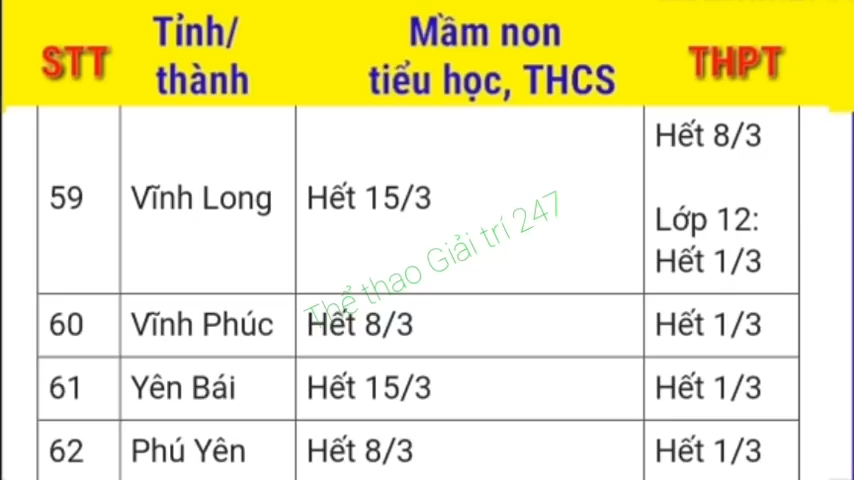 STT Tỉnh/ thành Mầm non tiểu học, THCS THPT
59 Vĩnh Long Hết 15/3 Hết 8/3
Lớp 12:
Hết 1/3
Thể thao Giải trí 247
60 Vĩnh Phúc Hết 8/3 Hết 1/3
61 Yên Bái Hết 15/3 Hết 1/3
62 Phú Yên Hết 8/3 Hết 1/3